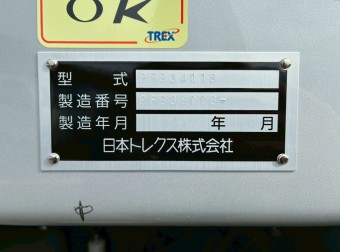 OK
TREX
型式
製造番号
製造年月 年 月
日本トレクス株式会社